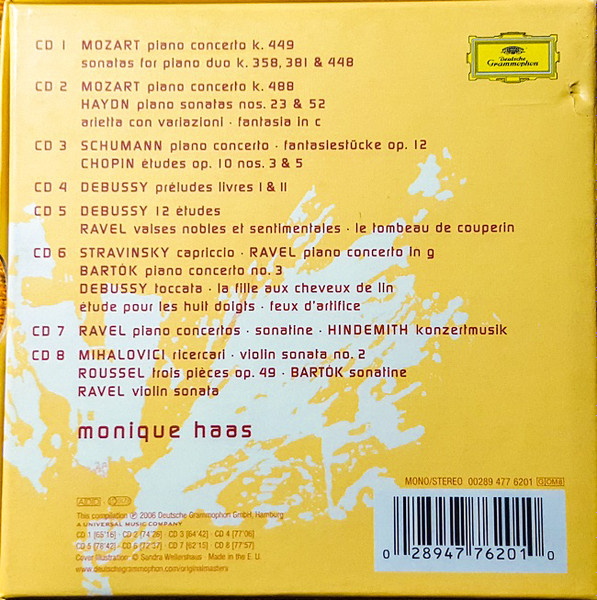 Deutsche
Grammophon
CD 1 MOZART piano concerto k. 449
sonatas for piano duo k. 358, 381 & 448
CD 2 MOZART piano concerto k. 488
HAYDN piano sonatas nos. 23 & 52
arietta con variazioni · fantasia in c
CD 3 SCHUMANN piano concerto · fantasiestücke op. 12
CHOPIN études op. 10 nos. 3 & 5
CD 4 DEBUSSY préludes livres I & II
CD 5 DEBUSSY 12 études
RAVEL valses nobles et sentimentales · le tombeau de couperin
CD 6 STRAVINSKY capriccio · RAVEL piano concerto in g
BARTÓK piano concerto no. 3
DEBUSSY toccata · la fille aux cheveux de lin
étude pour les huit doigts · feux d'artifice
CD 7 RAVEL piano concertos · sonatine · HINDEMITH konzertmusik
CD 8 MIHALOVICI ricercari · violin sonata no. 2
ROUSSEL trois pièces op. 49 · BARTÓK sonatine
RAVEL violin sonata
monique haas
MONO/STEREO 00289 477 6201 GOM8
ADD
This compilation ℗ 2006 Deutsche Grammophon GmbH, Hamburg
A UNIVERSAL MUSIC COMPANY
CD 1 [65'16] · CD 2 [74'26] · CD 3 [64'42] · CD 4 [77'06]
CD 5 [78'42] · CD 6 [72'37] · CD 7 [62'15] · CD 8 [77'57]
Cover Illustration: © Sandra Wellershaus · Made in the E. U.
www.deutschegrammophon.com/originalmasters
0 28947 76201 0